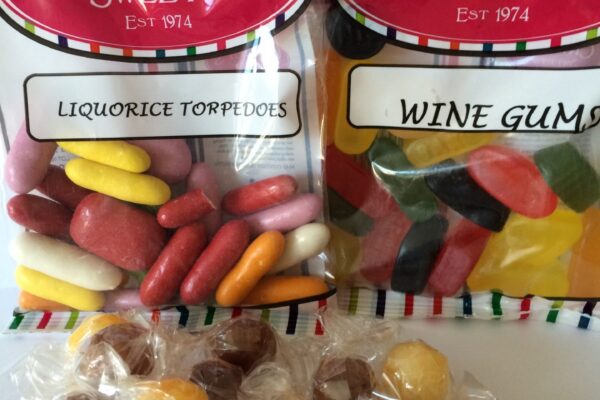 EST 1974
LIQUORICE TORPEDOES
EST 1974
WINE GUMS